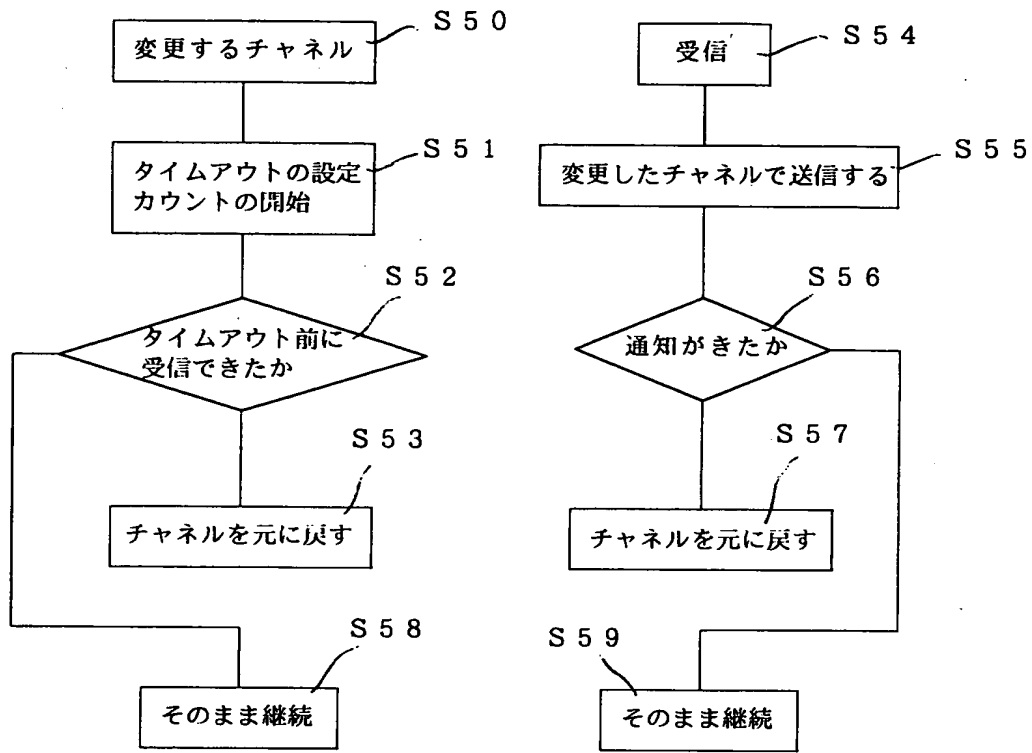 S50
変更するチャネル
S51
タイムアウトの設定
カウントの開始
S52
タイムアウト前に
受信できたか
S53
チャネルを元に戻す
S58
そのまま継続
S54
受信
S55
変更したチャネルで送信する
S56
通知がきたか
S57
チャネルを元に戻す
S59
そのまま継続